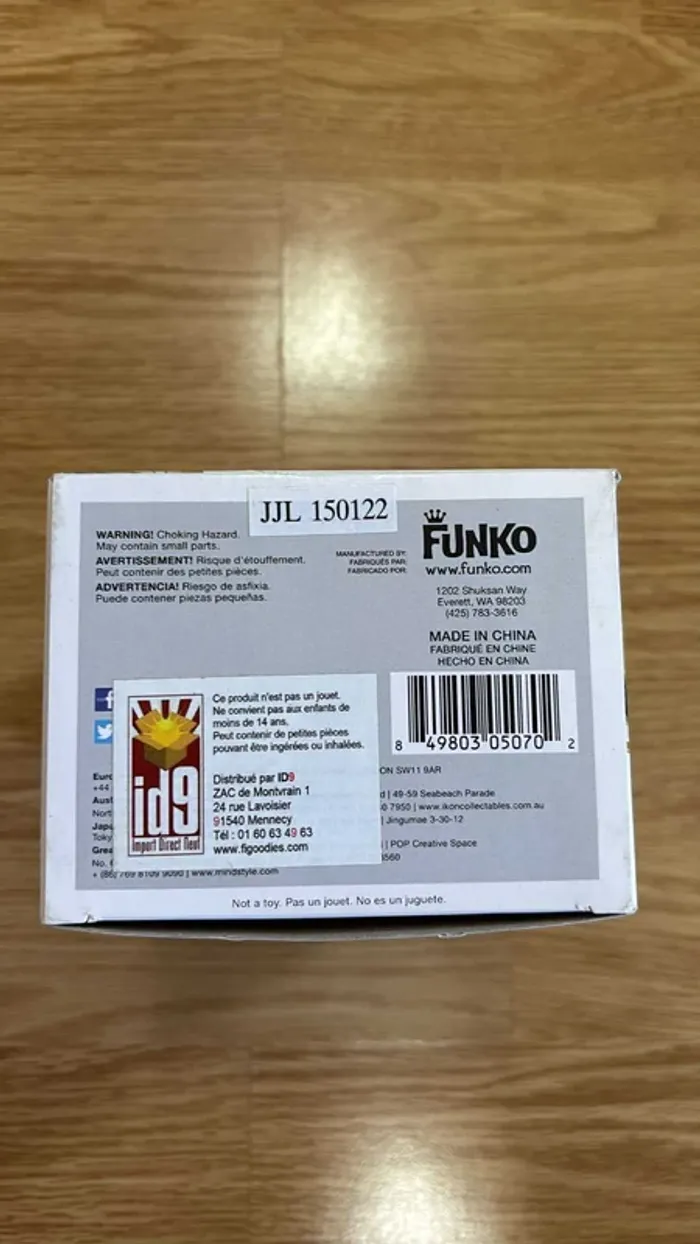 JJL 150122
WARNING! Choking Hazard.
May contain small parts.
AVERTISSEMENT! Risque d'étouffement.
Peut contenir des petites pièces.
ADVERTENCIA! Riesgo de asfixia.
Puede contener piezas pequeñas.
MANUFACTURED BY:
FABRIQUÉS PAR:
FABRICADO POR:
FUNKO
www.funko.com
1202 Shuksan Way
Everett, WA 98203
(425) 783-3616
MADE IN CHINA
FABRIQUÉ EN CHINE
HECHO EN CHINA
8 49803 05070 2
Ce produit n'est pas un jouet.
Ne convient pas aux enfants de
moins de 14 ans.
Peut contenir de petites pièces
pouvant être ingérées ou inhalées.
Distribué par ID9
ZAC de Montvrain 1
24 rue Lavoisier
91540 Mennecy
Tél : 01 60 63 49 63
www.figoodies.com
id9
Import Direct Neuf
ON SW11 9AR
| 49-59 Seabeach Parade
7950 | www.ikoncollectables.com.au
| Jingumae 3-30-12
| POP Creative Space
+ (86) 769 8109 9090 | www.mindstyle.com
Not a toy. Pas un jouet. No es un juguete.